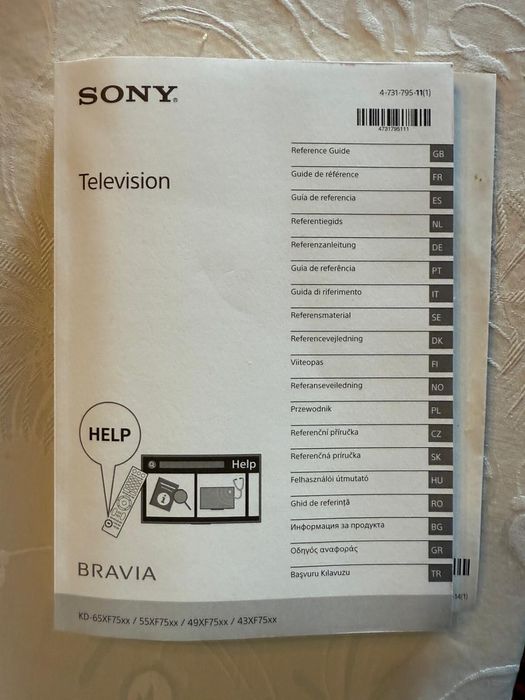 SONY®
4-731-795-11(1)
4731795111
Television
Reference Guide GB
Guide de référence FR
Guía de referencia ES
Referentiegids NL
Referenzanleitung DE
Guia de referência PT
Guida di riferimento IT
Referensmaterial SE
Referencevejledning DK
Viiteopas FI
Referanseveiledning NO
Przewodnik PL
Referenční příručka CZ
Referenčná príručka SK
Felhasználói útmutató HU
Ghid de referinţă RO
Информация за продукта BG
Οδηγός αναφοράς GR
Başvuru Kılavuzu TR
HELP
Help
BRAVIA
KD-65XF75xx / 55XF75xx / 49XF75xx / 43XF75xx
-14(1)